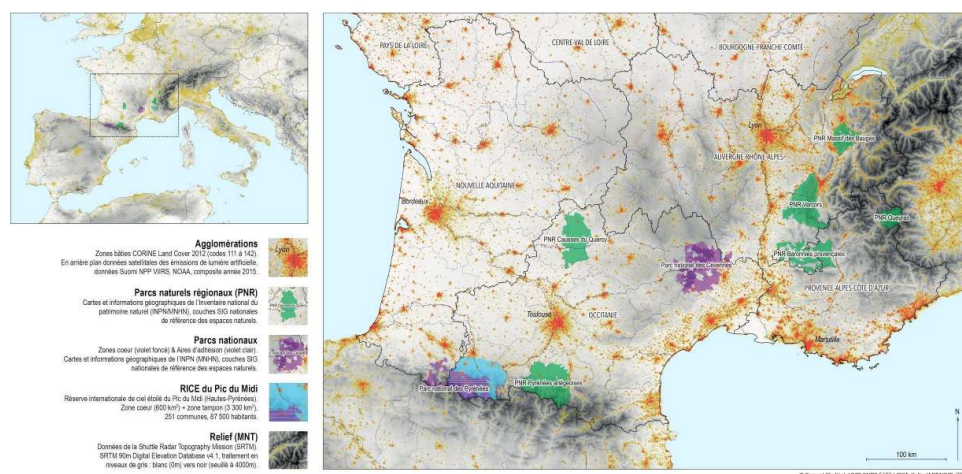 Agglomérations
Zones bâties CORINE Land Cover 2012 (codes 111 à 142).
En arrière plan données satellitales des émissions de lumière artificielle,
données Suomi NPP VIIRS, NOAA, composite année 2015.
Lyon
Parcs naturels régionaux (PNR)
Cartes et informations géographiques de l'Inventaire national du
patrimoine naturel (INPN/MNHN), couches SIG nationales
de référence des espaces naturels.
Parcs nationaux
Zones coeur (violet foncé) & Aires d'adhésion (violet clair).
Cartes et informations géographiques de l'INPN (MNHN), couches SIG
nationales de référence des espaces naturels.
RICE du Pic du Midi
Réserve internationale de ciel étoilé du Pic du Midi (Hautes-Pyrénées).
Zone coeur (600 km²) + zone tampon (3 300 km²),
251 communes, 87 500 habitants.
Relief (MNT)
Données de la Shuttle Radar Topography Mission (SRTM).
SRTM 90m Digital Elevation Database v4.1, traitement en
niveaux de gris : blanc (0m) vers noir (seuillé à 4000m).
PAYS DE LA LOIRE
CENTRE-VAL DE LOIRE
BOURGOGNE-FRANCHE-COMTÉ
Lyon
PNR Massif des Bauges
AUVERGNE RHÔNE-ALPES
NOUVELLE-AQUITAINE
Bordeaux
PNR Vercors
PNR Queyras
PNR Causses du Quercy
PNR Baronnies provençales
Parc national des Cévennes
PROVENCE ALPES-CÔTE D'AZUR
Toulouse
OCCITANIE
Marseille
Parc national des Pyrénées
PNR Pyrénées ariégeoises
N
100 km